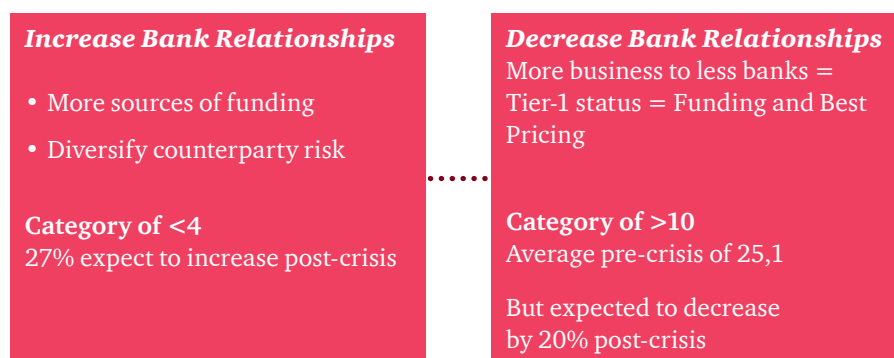 Increase Bank Relationships
• More sources of funding
• Diversify counterparty risk
Category of <4
27% expect to increase post-crisis
Decrease Bank Relationships
More business to less banks =
Tier-1 status = Funding and Best
Pricing
Category of >10
Average pre-crisis of 25,1
But expected to decrease
by 20% post-crisis